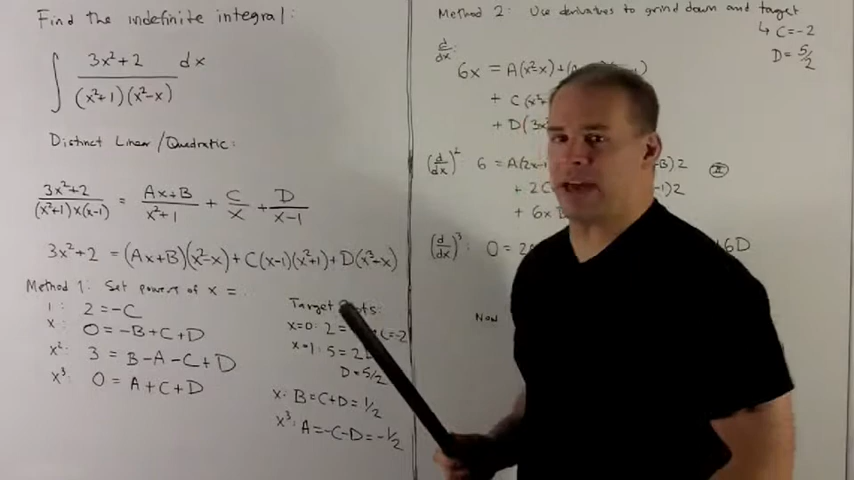 Find the indefinite integral:
∫ (3x²+2) / ((x²+1)(x²-x)) dx
Distinct Linear/Quadratic:
(3x²+2) / ((x²+1)x(x-1)) = (Ax+B) / (x²+1) + C/x + D/(x-1)
3x²+2 = (Ax+B)(x²-x)+C(x-1)(x²+1)+D(x³+x)
Method 1: Set powers of x =
1: 2=-C
x: 0=-B+C+D
x²: 3=B-A-C+D
x³: 0=A+C+D
Target
x=0: 2= C=-2
x=1: 5=2
D=5/2
x: B=C+D=1/2
x³: A=-C-D=-1/2
Method 2: Use derivatives to grind down and target
↳ C=-2
D=5/2
d/dx:
6x = A(x²-x)+
+ C(x²
+ D(3x
(d/dx)² 6 = A(2x )2
+ 2C )2
+ 6x
(d/dx)³: 0=2 6D
Now